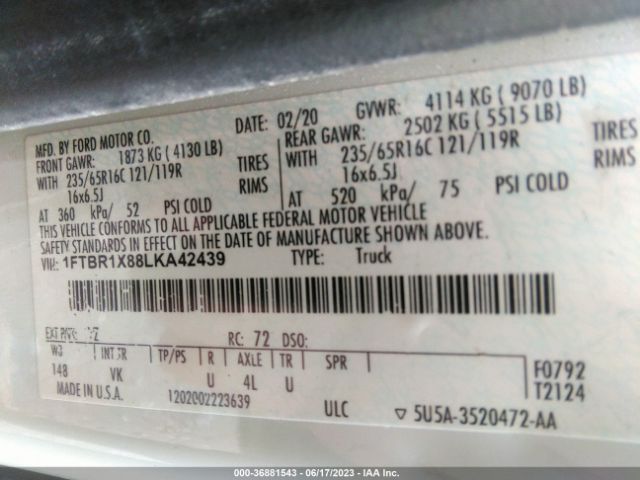 MFD. BY FORD MOTOR CO.
DATE: 02/20 GVWR: 4114 KG ( 9070 LB)
FRONT GAWR: 1873 KG ( 4130 LB) REAR GAWR: 2502 KG ( 5515 LB)
WITH 235/65R16C 121/119R TIRES WITH 235/65R16C 121/119R TIRES
16x6.5J RIMS 16x6.5J RIMS
AT 360 kPa/ 52 PSI COLD AT 520 kPa/ 75 PSI COLD
THIS VEHICLE CONFORMS TO ALL APPLICABLE FEDERAL MOTOR VEHICLE
STANDARDS IN EFFECT ON THE DATE OF MANUFACTURE SHOWN ABOVE.
VIN: 1FTBR1X88LKA42439 TYPE: Truck
EXT RC: 72 DSO:
INT TR TP/PS R AXLE TR SPR
148 VK U 4L U F0792
MADE IN U.S.A. 1202002223639 T2124
ULC ▽ 5U5A-3520472-AA
000-36881543 - 06/17/2023 - IAA Inc.